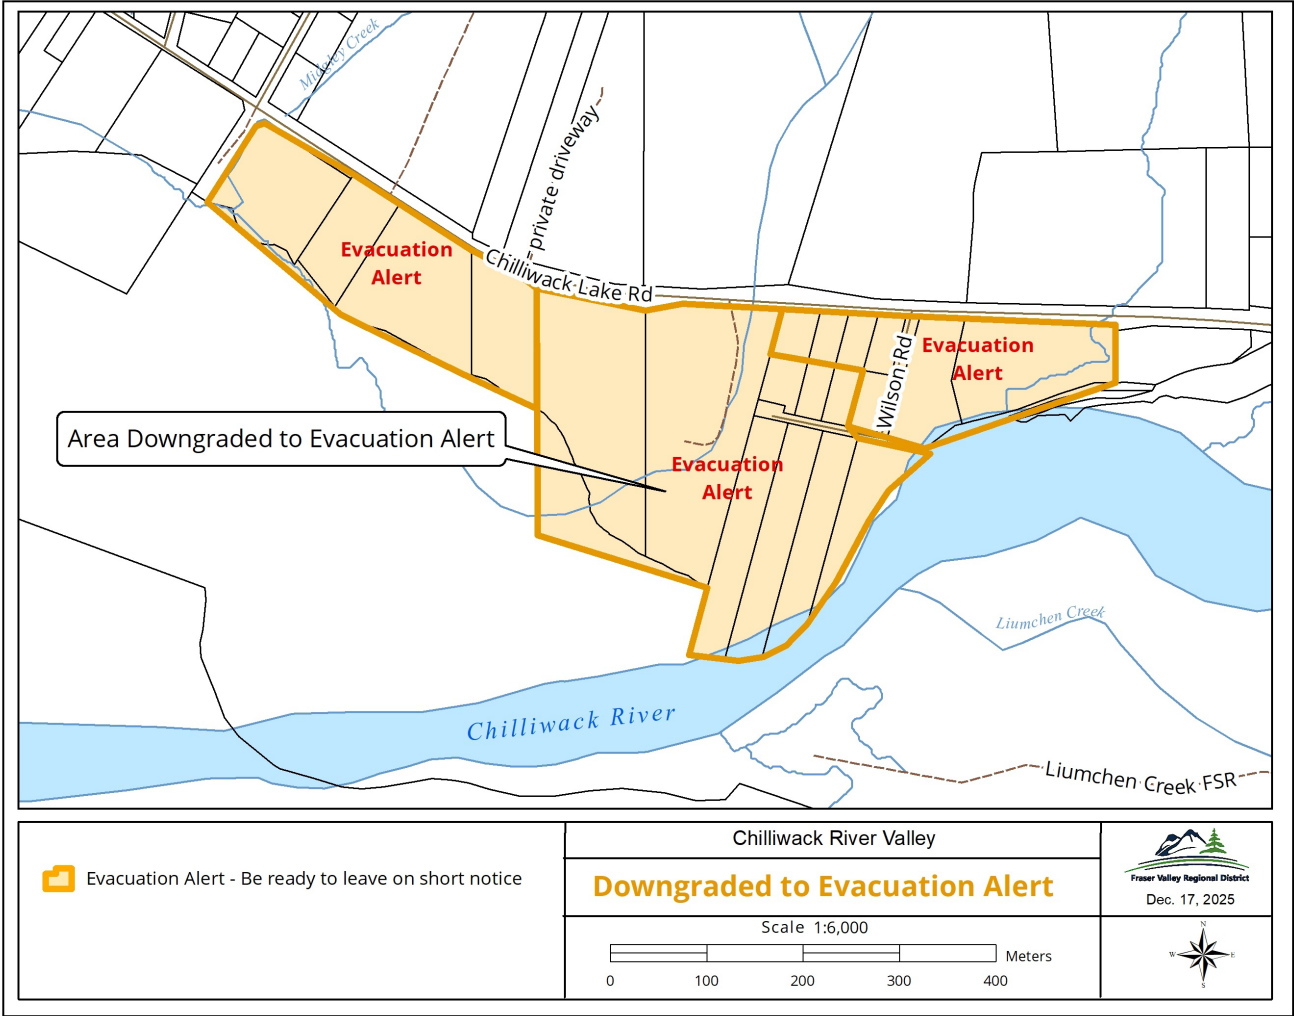 Midgley Creek
private driveway
Chilliwack Lake Rd
Evacuation
Alert
Wilson Rd
Evacuation
Alert
Area Downgraded to Evacuation Alert
Evacuation
Alert
Liumchen Creek
Chilliwack River
Liumchen Creek FSR
Evacuation Alert - Be ready to leave on short notice
Chilliwack River Valley
Downgraded to Evacuation Alert
Scale 1:6,000
Meters
0 100 200 300 400
Fraser Valley Regional District
Dec. 17, 2025
N
W E
S